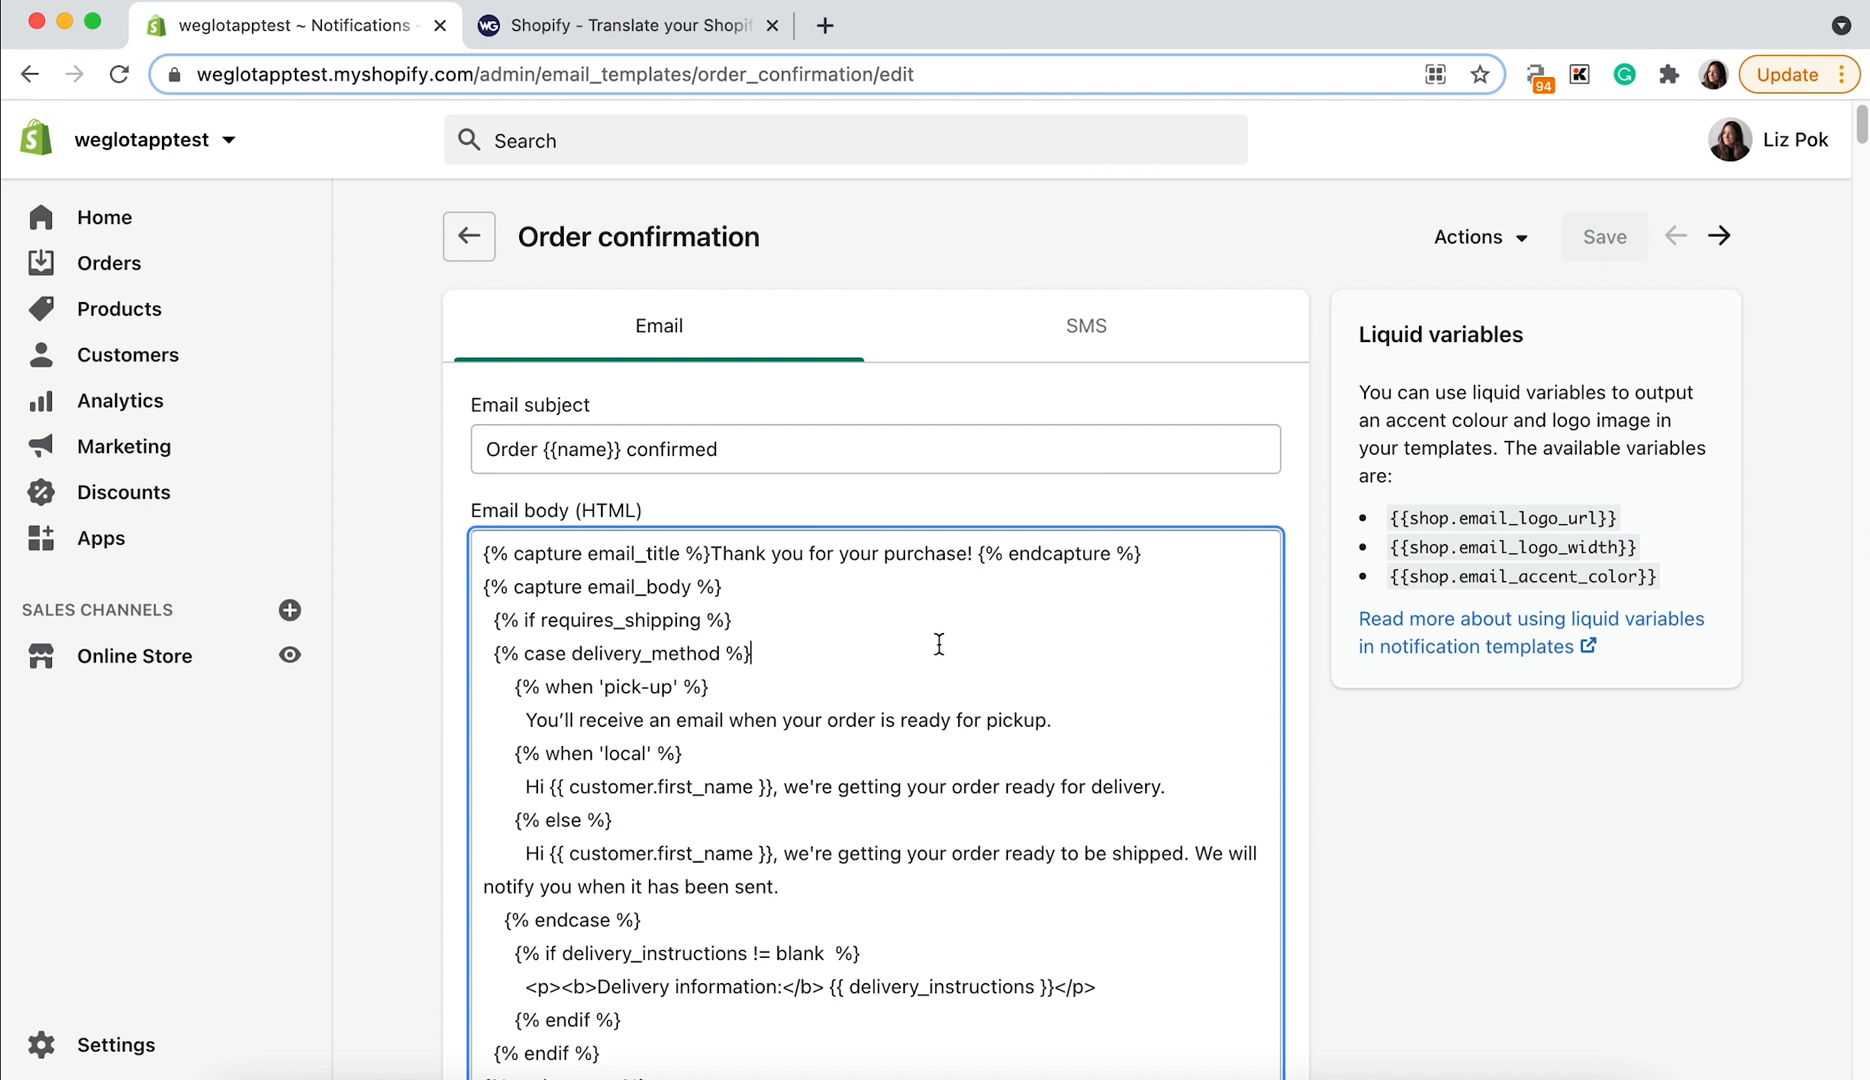 weglotapptest ~ Notifications
WG Shopify - Translate your Shopif
weglotapptest.myshopify.com/admin/email_templates/order_confirmation/edit
94
K
G
Update
weglotapptest
Search
Liz Pok
Home
Orders
Products
Customers
Analytics
Marketing
Discounts
Apps
SALES CHANNELS
Online Store
Settings
Order confirmation
Actions
Save
Email
SMS
Email subject
Order {{name}} confirmed
Email body (HTML)
{% capture email_title %}Thank you for your purchase! {% endcapture %}
{% capture email_body %}
{% if requires_shipping %}
{% case delivery_method %}
{% when 'pick-up' %}
You’ll receive an email when your order is ready for pickup.
{% when 'local' %}
Hi {{ customer.first_name }}, we're getting your order ready for delivery.
{% else %}
Hi {{ customer.first_name }}, we're getting your order ready to be shipped. We will
notify you when it has been sent.
{% endcase %}
{% if delivery_instructions != blank  %}
<p><b>Delivery information:</b> {{ delivery_instructions }}</p>
{% endif %}
{% endif %}
Liquid variables
You can use liquid variables to output
an accent colour and logo image in
your templates. The available variables
are:
{{shop.email_logo_url}}
{{shop.email_logo_width}}
{{shop.email_accent_color}}
Read more about using liquid variables
in notification templates